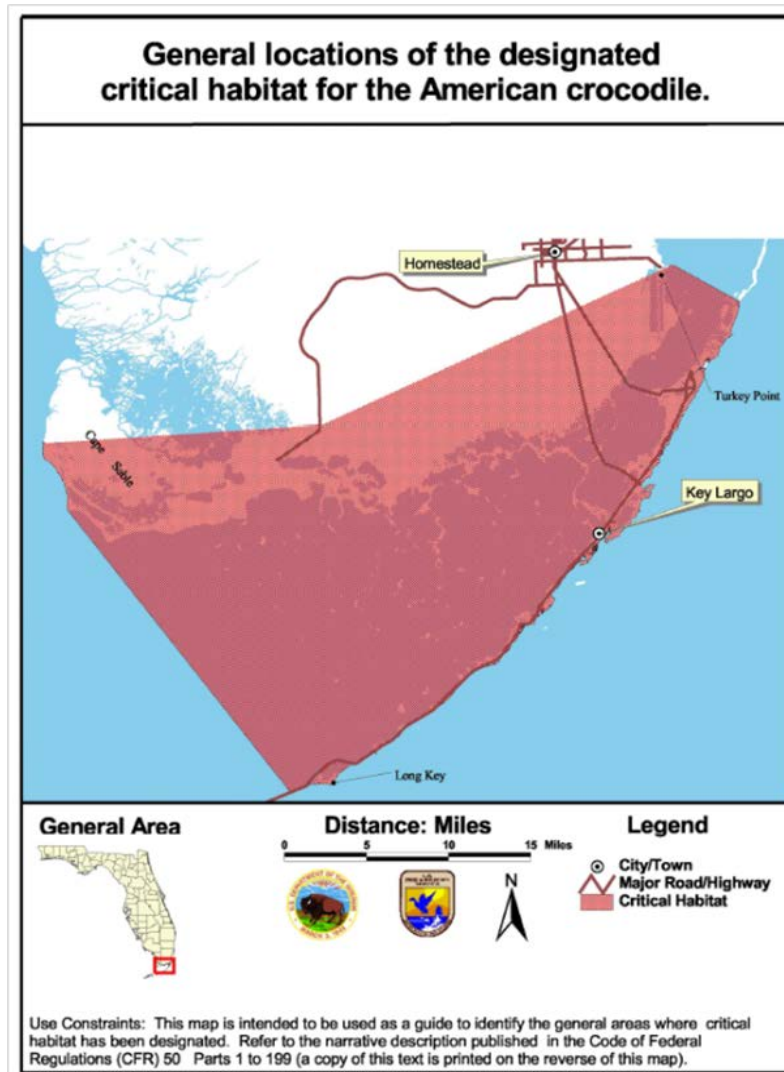 General locations of the designated
critical habitat for the American crocodile.
Homestead
Turkey Point
Cape Sable
Key Largo
Long Key
General Area
Distance: Miles
0 5 10 15 Miles
N
Legend
City/Town
Major Road/Highway
Critical Habitat
Use Constraints: This map is intended to be used as a guide to identify the general areas where critical
habitat has been designated. Refer to the narrative description published in the Code of Federal
Regulations (CFR) 50 Parts 1 to 199 (a copy of this text is printed on the reverse of this map).